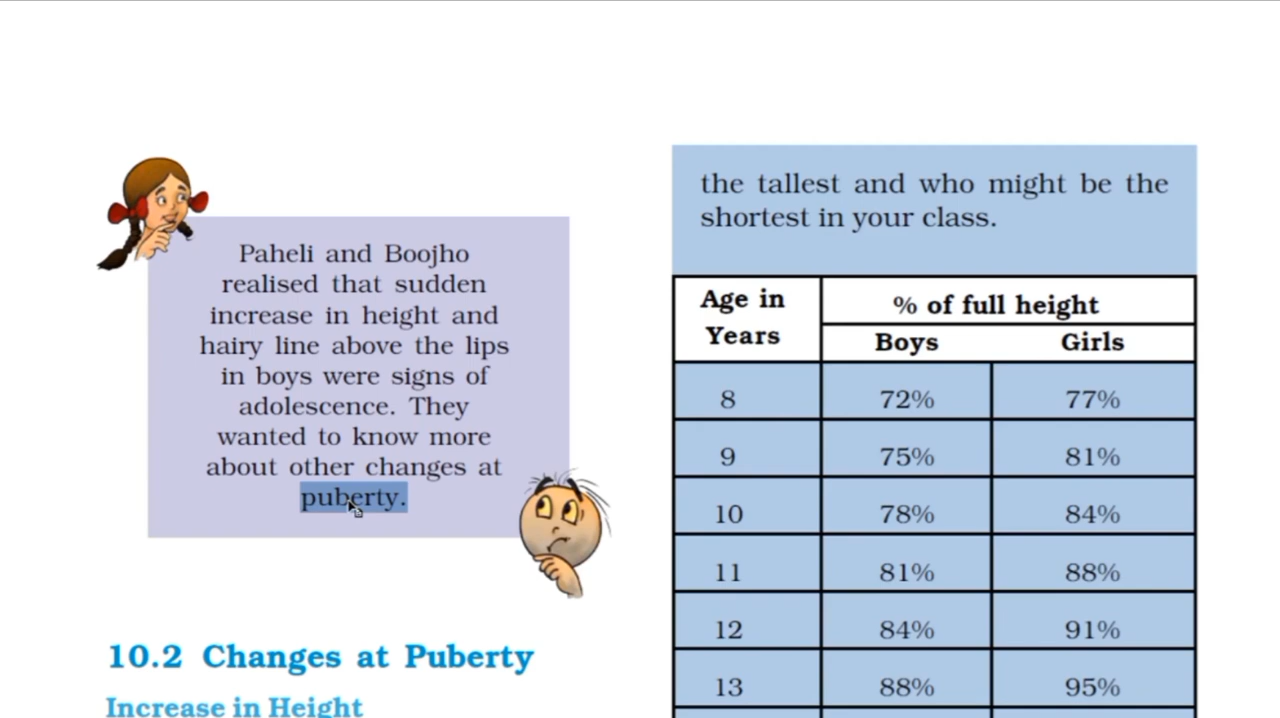 Paheli and Boojho
realised that sudden
increase in height and
hairy line above the lips
in boys were signs of
adolescence. They
wanted to know more
about other changes at
puberty.
10.2 Changes at Puberty
Increase in Height
the tallest and who might be the
shortest in your class.
Age in Years % of full height
Boys Girls
8 72% 77%
9 75% 81%
10 78% 84%
11 81% 88%
12 84% 91%
13 88% 95%